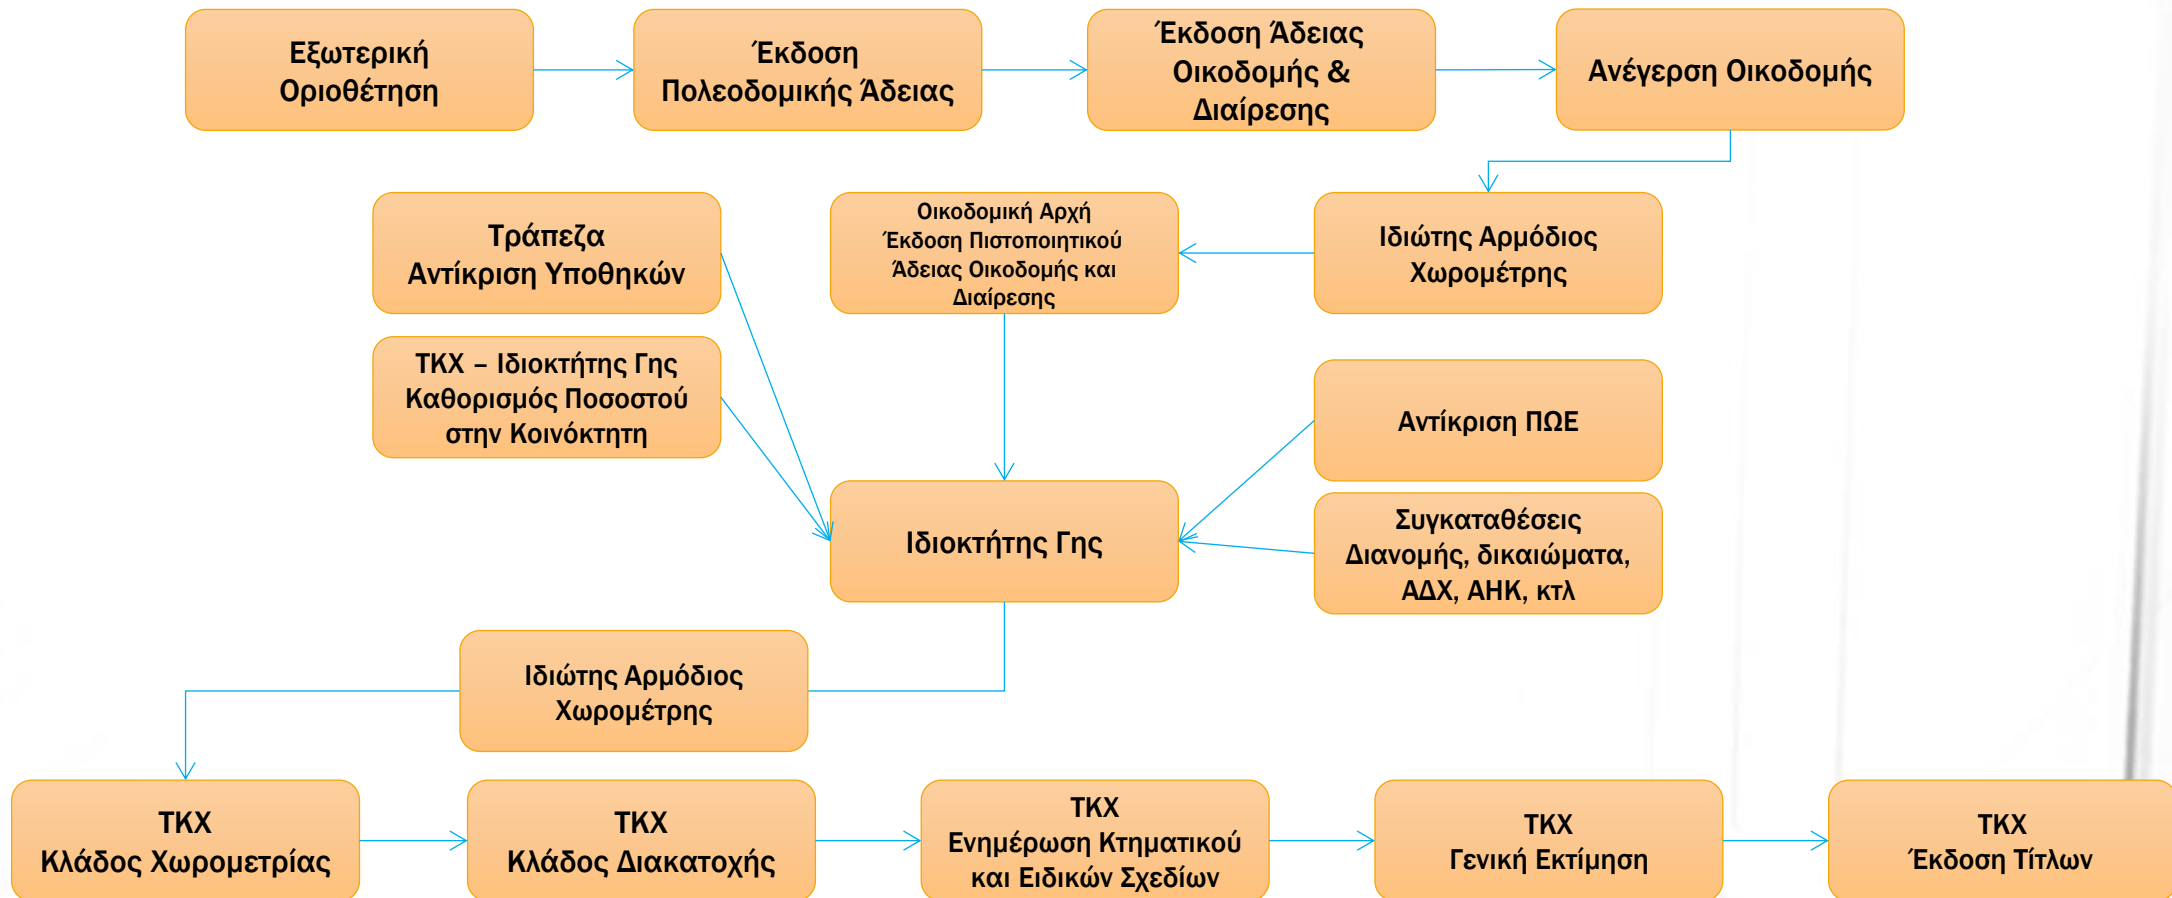 Εξωτερική
Οριοθέτηση
Έκδοση
Πολεοδομικής Άδειας
Έκδοση Άδειας
Οικοδομής &
Διαίρεσης
Ανέγερση Οικοδομής
Τράπεζα
Αντίκριση Υποθηκών
Οικοδομική Αρχή
Έκδοση Πιστοποιητικού
Άδειας Οικοδομής και
Διαίρεσης
Ιδιώτης Αρμόδιος
Χωρομέτρης
ΤΚΧ – Ιδιοκτήτης Γης
Καθορισμός Ποσοστού
στην Κοινόκτητη
Αντίκριση ΠΩΕ
Ιδιοκτήτης Γης
Συγκαταθέσεις
Διανομής, δικαιώματα,
ΑΔΧ, ΑΗΚ, κτλ
Ιδιώτης Αρμόδιος
Χωρομέτρης
ΤΚΧ
Κλάδος Χωρομετρίας
ΤΚΧ
Κλάδος Διακατοχής
ΤΚΧ
Ενημέρωση Κτηματικού
και Ειδικών Σχεδίων
ΤΚΧ
Γενική Εκτίμηση
ΤΚΧ
Έκδοση Τίτλων